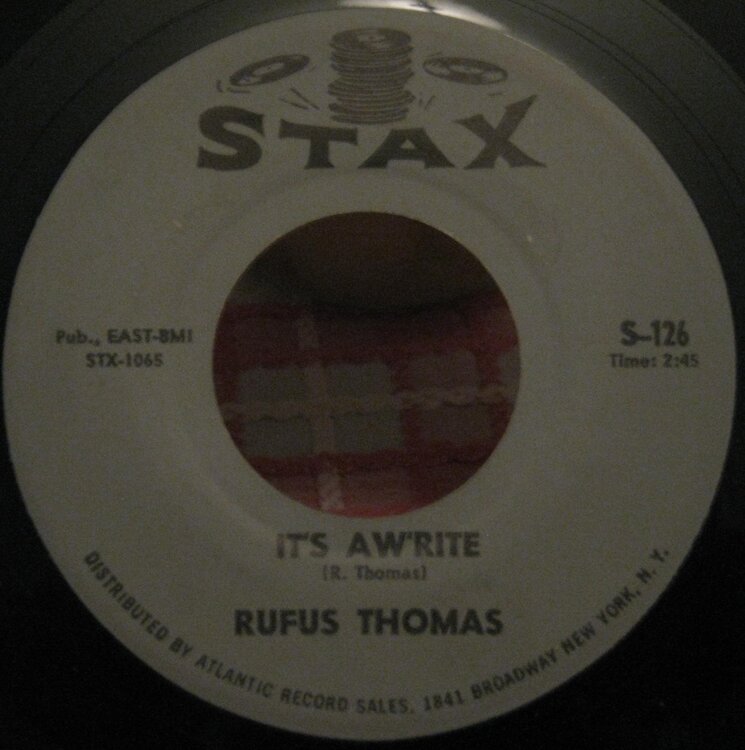 STAX
Pub., EAST-BMI
STX-1065
S-126
Time: 2:45
IT'S AW'RITE
(R. Thomas)
RUFUS THOMAS
DISTRIBUTED BY ATLANTIC RECORD SALES, 1841 BROADWAY NEW YORK, N. Y.